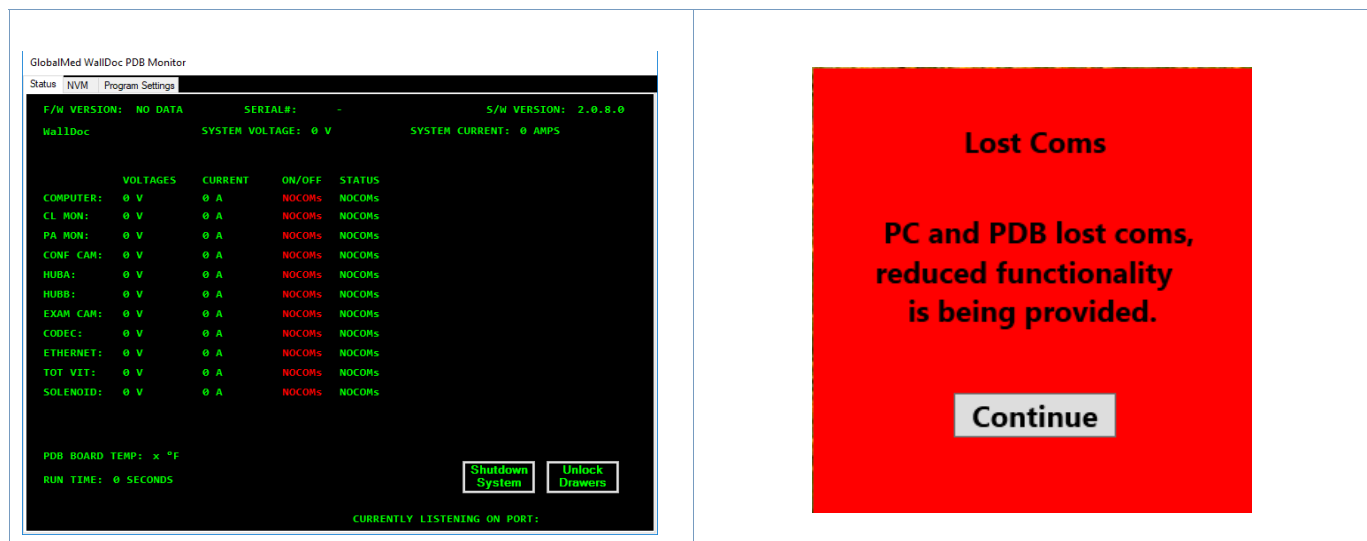 GlobalMed WallDoc PDB Monitor
Status NVM Program Settings
F/W VERSION: NO DATA SERIAL#: - S/W VERSION: 2.0.8.0
WallDoc SYSTEM VOLTAGE: 0 V SYSTEM CURRENT: 0 AMPS
VOLTAGES CURRENT ON/OFF STATUS
COMPUTER: 0 V 0 A NOCOMs NOCOMs
CL MON: 0 V 0 A NOCOMs NOCOMs
PA MON: 0 V 0 A NOCOMs NOCOMs
CONF CAM: 0 V 0 A NOCOMs NOCOMs
HUBA: 0 V 0 A NOCOMs NOCOMs
HUBB: 0 V 0 A NOCOMs NOCOMs
EXAM CAM: 0 V 0 A NOCOMs NOCOMs
CODEC: 0 V 0 A NOCOMs NOCOMs
ETHERNET: 0 V 0 A NOCOMs NOCOMs
TOT VIT: 0 V 0 A NOCOMs NOCOMs
SOLENOID: 0 V 0 A NOCOMs NOCOMs
PDB BOARD TEMP: x ºF
RUN TIME: 0 SECONDS
Shutdown
System
Unlock
Drawers
CURRENTLY LISTENING ON PORT:
Lost Coms
PC and PDB lost coms,
reduced functionality
is being provided.
Continue